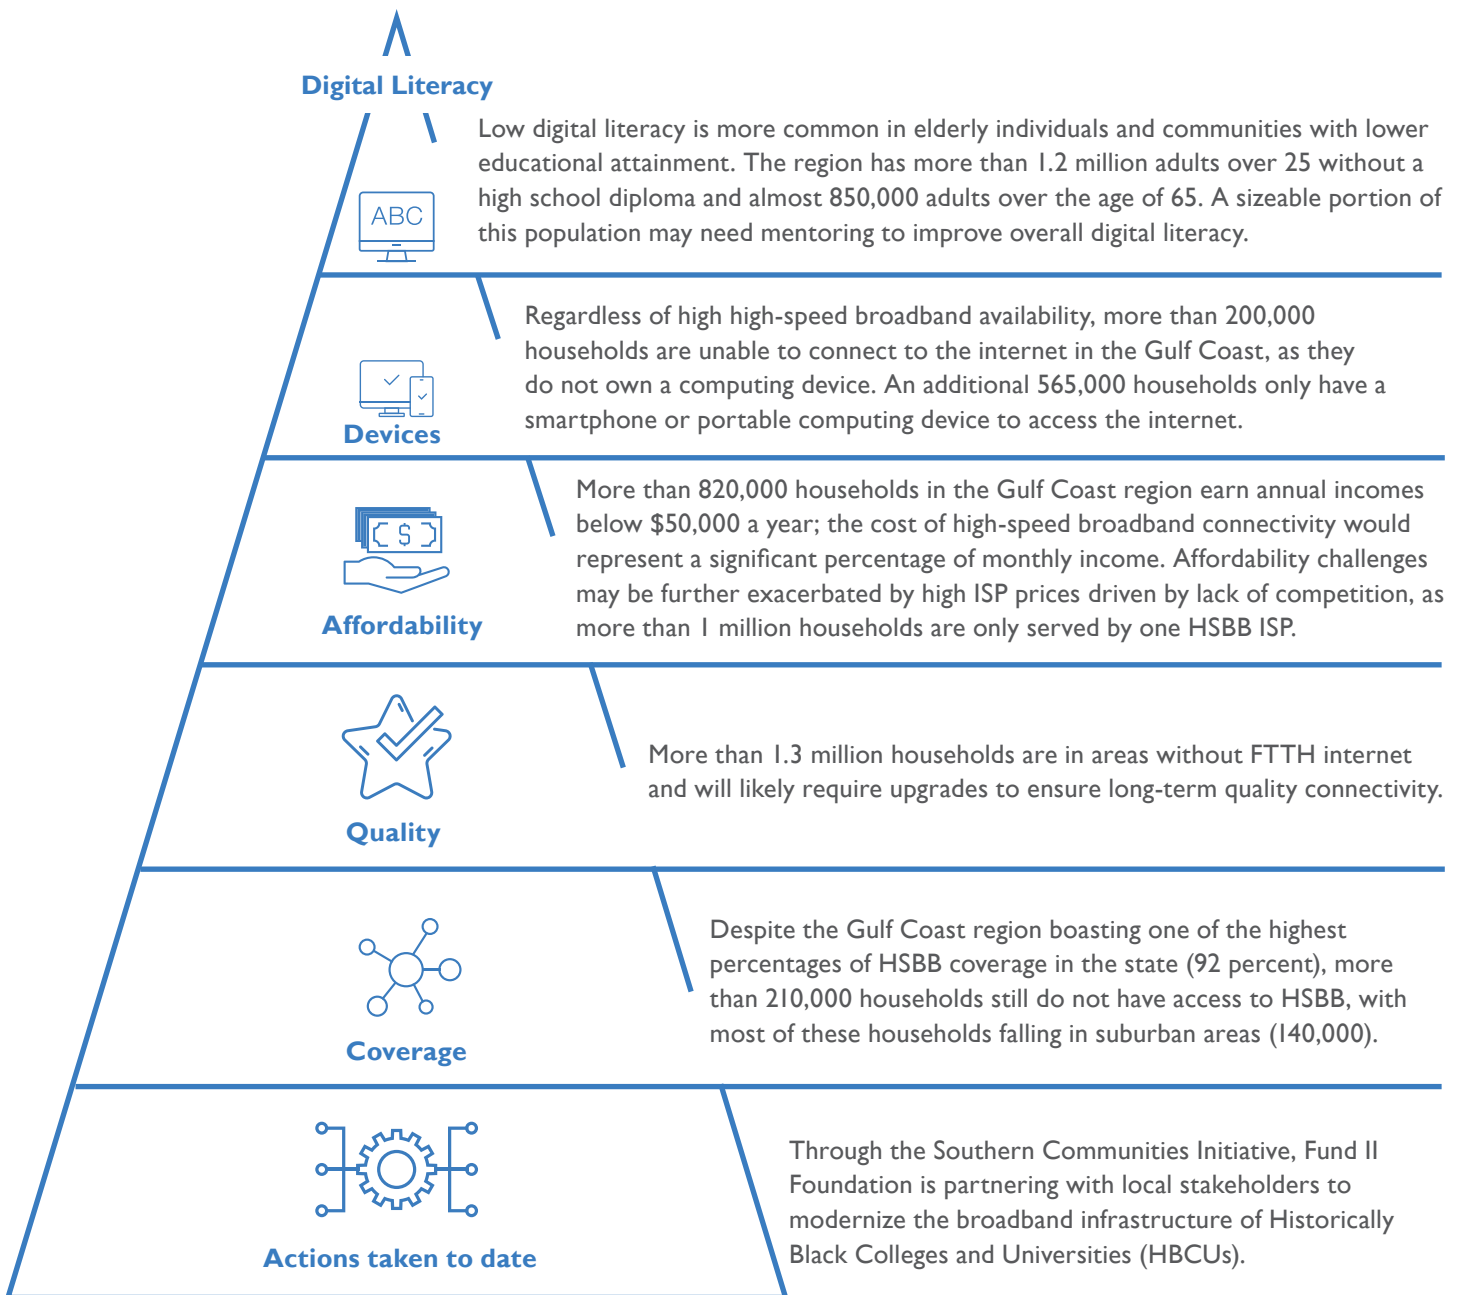 Digital Literacy
Low digital literacy is more common in elderly individuals and communities with lower
educational attainment. The region has more than 1.2 million adults over 25 without a
high school diploma and almost 850,000 adults over the age of 65. A sizeable portion of
this population may need mentoring to improve overall digital literacy.
ABC
Regardless of high high-speed broadband availability, more than 200,000
households are unable to connect to the internet in the Gulf Coast, as they
do not own a computing device. An additional 565,000 households only have a
smartphone or portable computing device to access the internet.
Devices
More than 820,000 households in the Gulf Coast region earn annual incomes
below $50,000 a year; the cost of high-speed broadband connectivity would
represent a significant percentage of monthly income. Affordability challenges
may be further exacerbated by high ISP prices driven by lack of competition, as
more than 1 million households are only served by one HSBB ISP.
$
Affordability
More than 1.3 million households are in areas without FTTH internet
and will likely require upgrades to ensure long-term quality connectivity.
Quality
Despite the Gulf Coast region boasting one of the highest
percentages of HSBB coverage in the state (92 percent), more
than 210,000 households still do not have access to HSBB, with
most of these households falling in suburban areas (140,000).
Coverage
Through the Southern Communities Initiative, Fund II
Foundation is partnering with local stakeholders to
modernize the broadband infrastructure of Historically
Black Colleges and Universities (HBCUs).
Actions taken to date